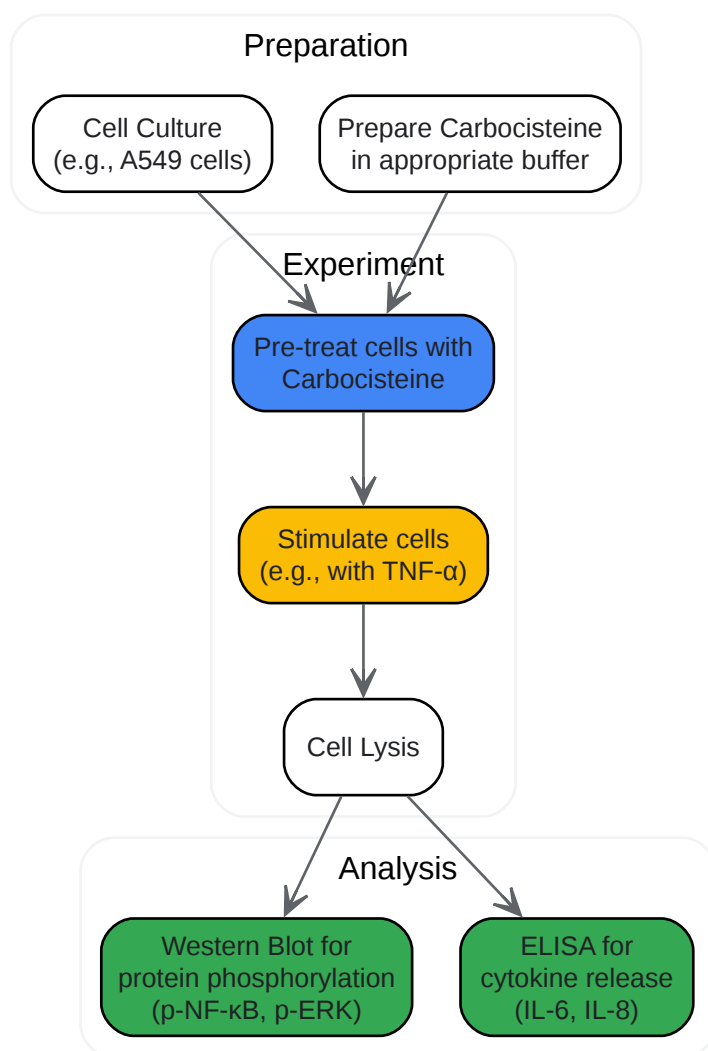 Preparation
Cell Culture
(e.g., A549 cells)
Prepare Carbocisteine
in appropriate buffer
Experiment
Pre-treat cells with
Carbocisteine
Stimulate cells
(e.g., with TNF-α)
Cell Lysis
Analysis
Western Blot for
protein phosphorylation
(p-NF-κB, p-ERK)
ELISA for
cytokine release
(IL-6, IL-8)